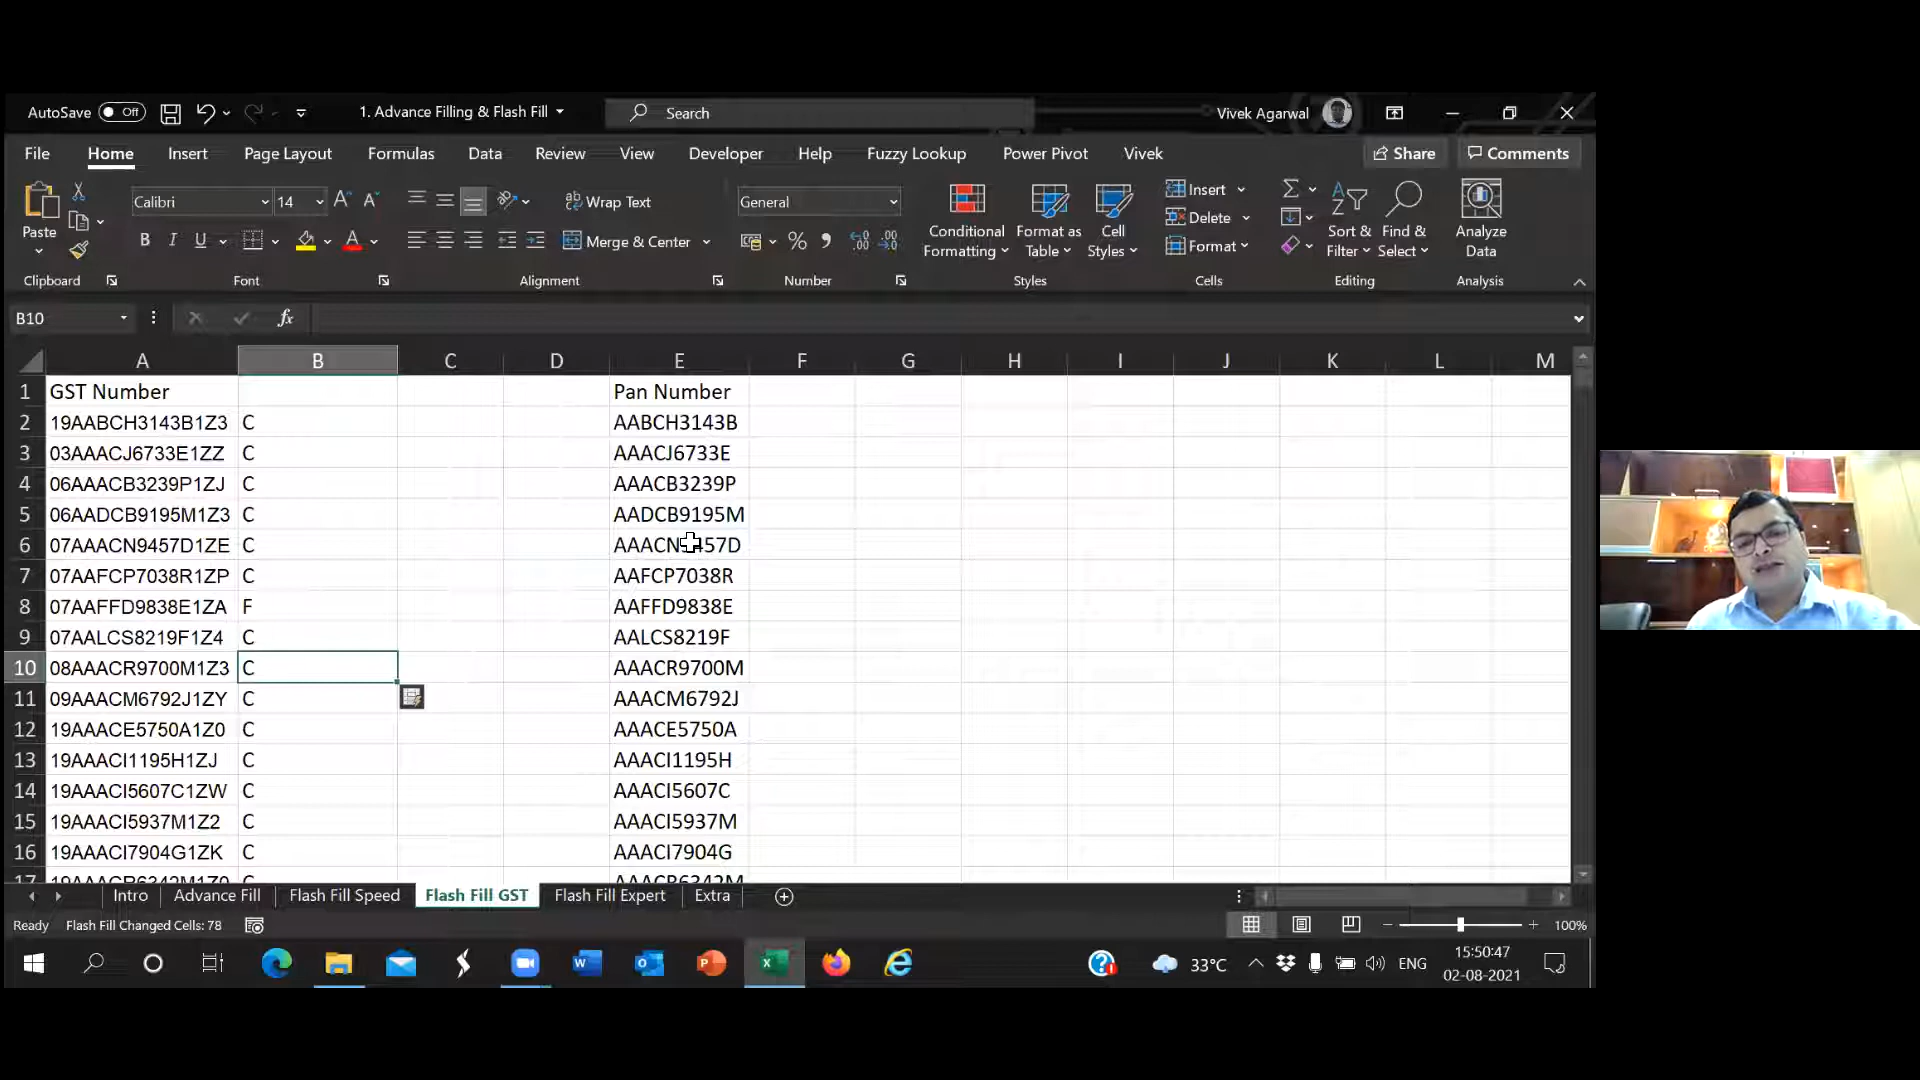 AutoSave Off 1. Advance Filling & Flash Fill Search Vivek Agarwal
File Home Insert Page Layout Formulas Data Review View Developer Help Fuzzy Lookup Power Pivot Vivek Share Comments
Paste Calibri 14 Wrap Text General Insert
B I U Merge & Center Conditional Formatting Format as Table Cell Styles Delete Format Sort & Filter Find & Select Analyze Data
Clipboard Font Alignment Number Styles Cells Editing Analysis
B10 fx
A B C D E F G H I J K L M
1 GST Number Pan Number
2 19AABCH3143B1Z3 C AABCH3143B
3 03AAACJ6733E1ZZ C AAACJ6733E
4 06AAACB3239P1ZJ C AAACB3239P
5 06AADCB9195M1Z3 C AADCB9195M
6 07AAACN9457D1ZE C AAACN9457D
7 07AAFCP7038R1ZP C AAFCP7038R
8 07AAFFD9838E1ZA F AAFFD9838E
9 07AALCS8219F1Z4 C AALCS8219F
10 08AAACR9700M1Z3 C AAACR9700M
11 09AAACM6792J1ZY C AAACM6792J
12 19AAACE5750A1Z0 C AAACE5750A
13 19AAACI1195H1ZJ C AAACI1195H
14 19AAACI5607C1ZW C AAACI5607C
15 19AAACI5937M1Z2 C AAACI5937M
16 19AAACI7904G1ZK C AAACI7904G
17
Intro Advance Fill Flash Fill Speed Flash Fill GST Flash Fill Expert Extra
Ready Flash Fill Changed Cells: 78 100%
33°C ENG 15:50:47
02-08-2021